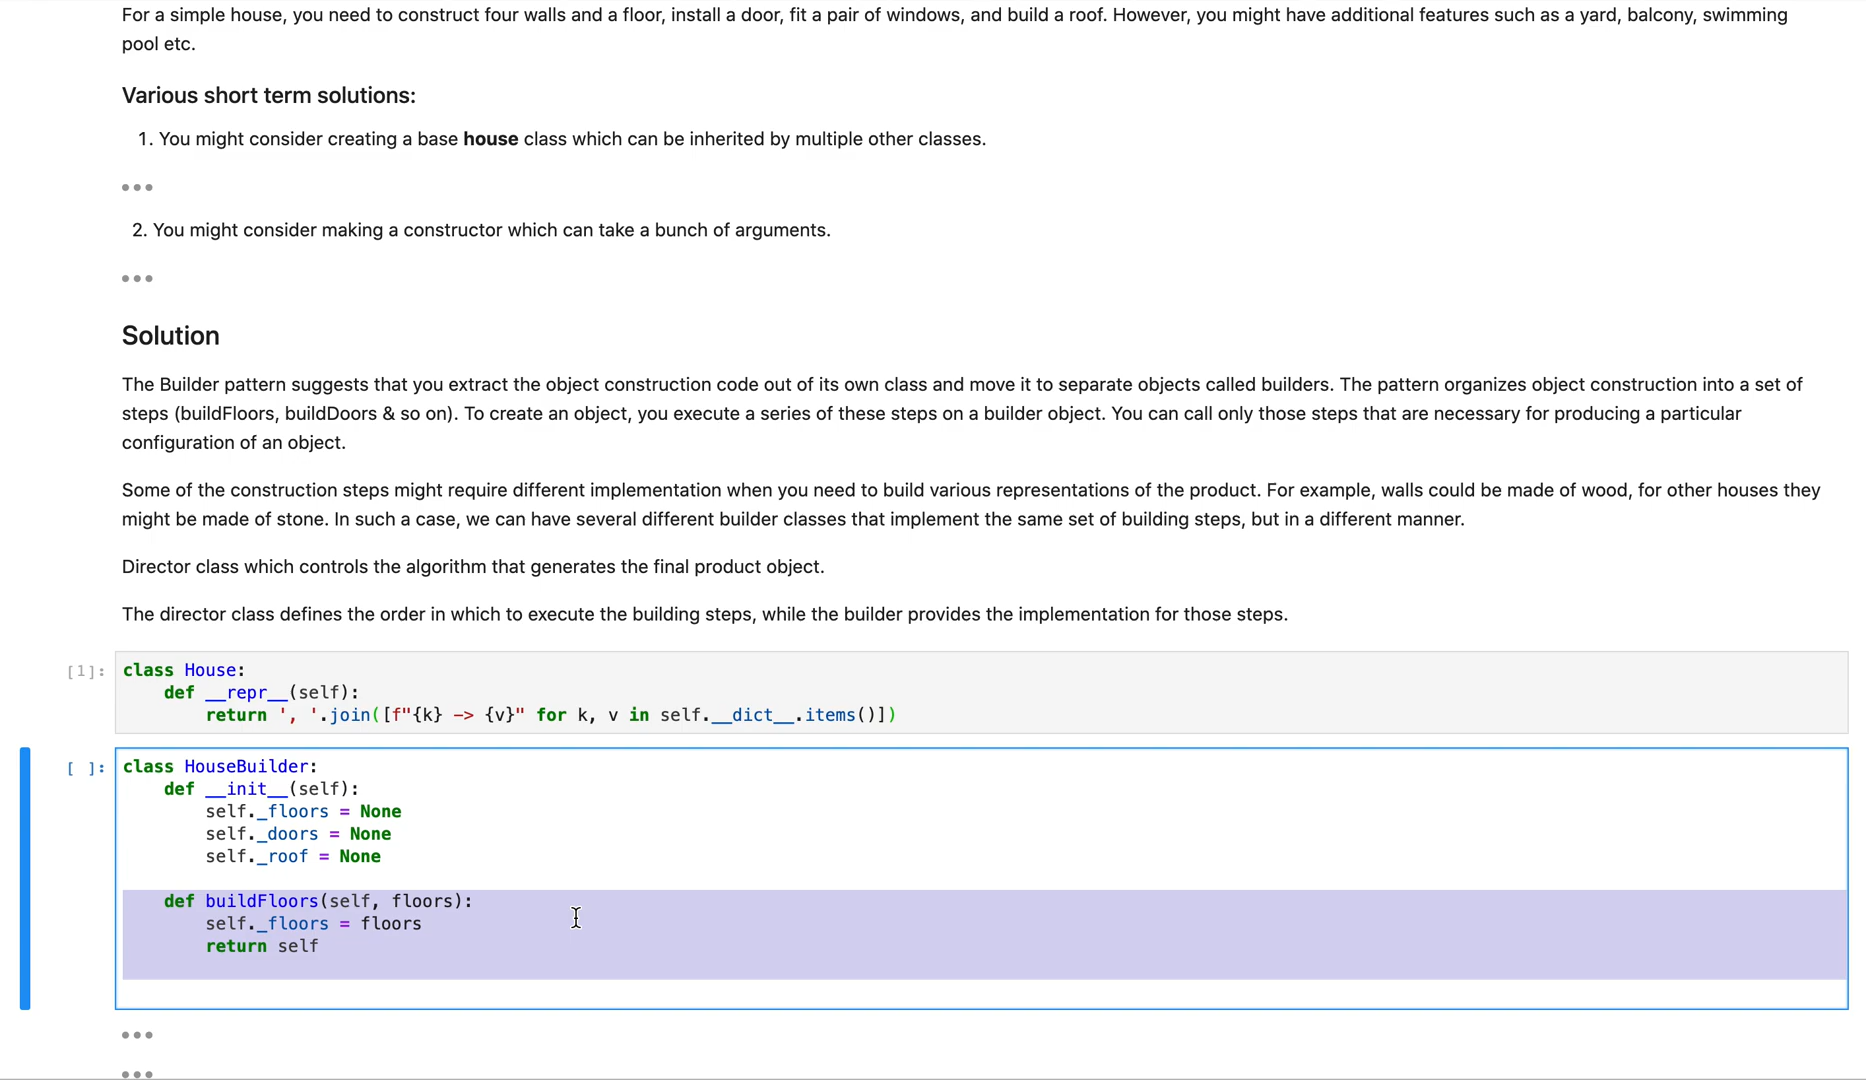 For a simple house, you need to construct four walls and a floor, install a door, fit a pair of windows, and build a roof. However, you might have additional features such as a yard, balcony, swimming
pool etc.
Various short term solutions:
1. You might consider creating a base house class which can be inherited by multiple other classes.
2. You might consider making a constructor which can take a bunch of arguments.
Solution
The Builder pattern suggests that you extract the object construction code out of its own class and move it to separate objects called builders. The pattern organizes object construction into a set of
steps (buildFloors, buildDoors & so on). To create an object, you execute a series of these steps on a builder object. You can call only those steps that are necessary for producing a particular
configuration of an object.
Some of the construction steps might require different implementation when you need to build various representations of the product. For example, walls could be made of wood, for other houses they
might be made of stone. In such a case, we can have several different builder classes that implement the same set of building steps, but in a different manner.
Director class which controls the algorithm that generates the final product object.
The director class defines the order in which to execute the building steps, while the builder provides the implementation for those steps.
[1]: class House:
    def __repr__(self):
        return ', '.join([f"{k} -> {v}" for k, v in self.__dict__.items()])
[ ]: class HouseBuilder:
    def __init__(self):
        self._floors = None
        self._doors = None
        self._roof = None
    def buildFloors(self, floors):
        self._floors = floors
        return self